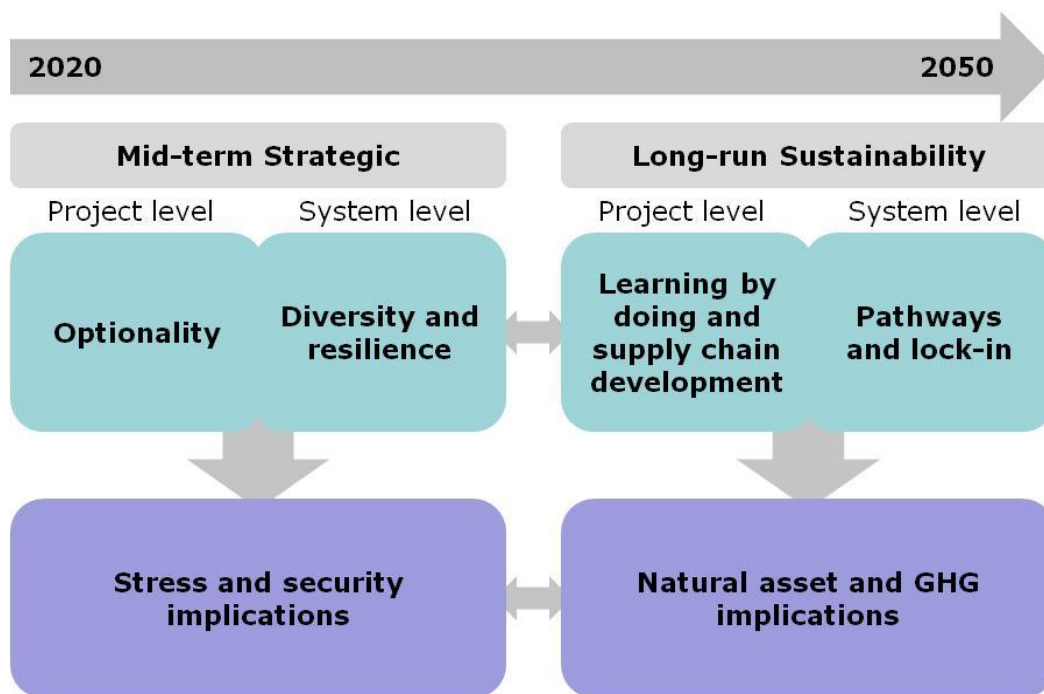 2020
2050
Mid-term Strategic
Long-run Sustainability
Project level
System level
Project level
System level
Optionality
Diversity and
resilience
Learning by
doing and
supply chain
development
Pathways
and lock-in
Stress and security
implications
Natural asset and GHG
implications